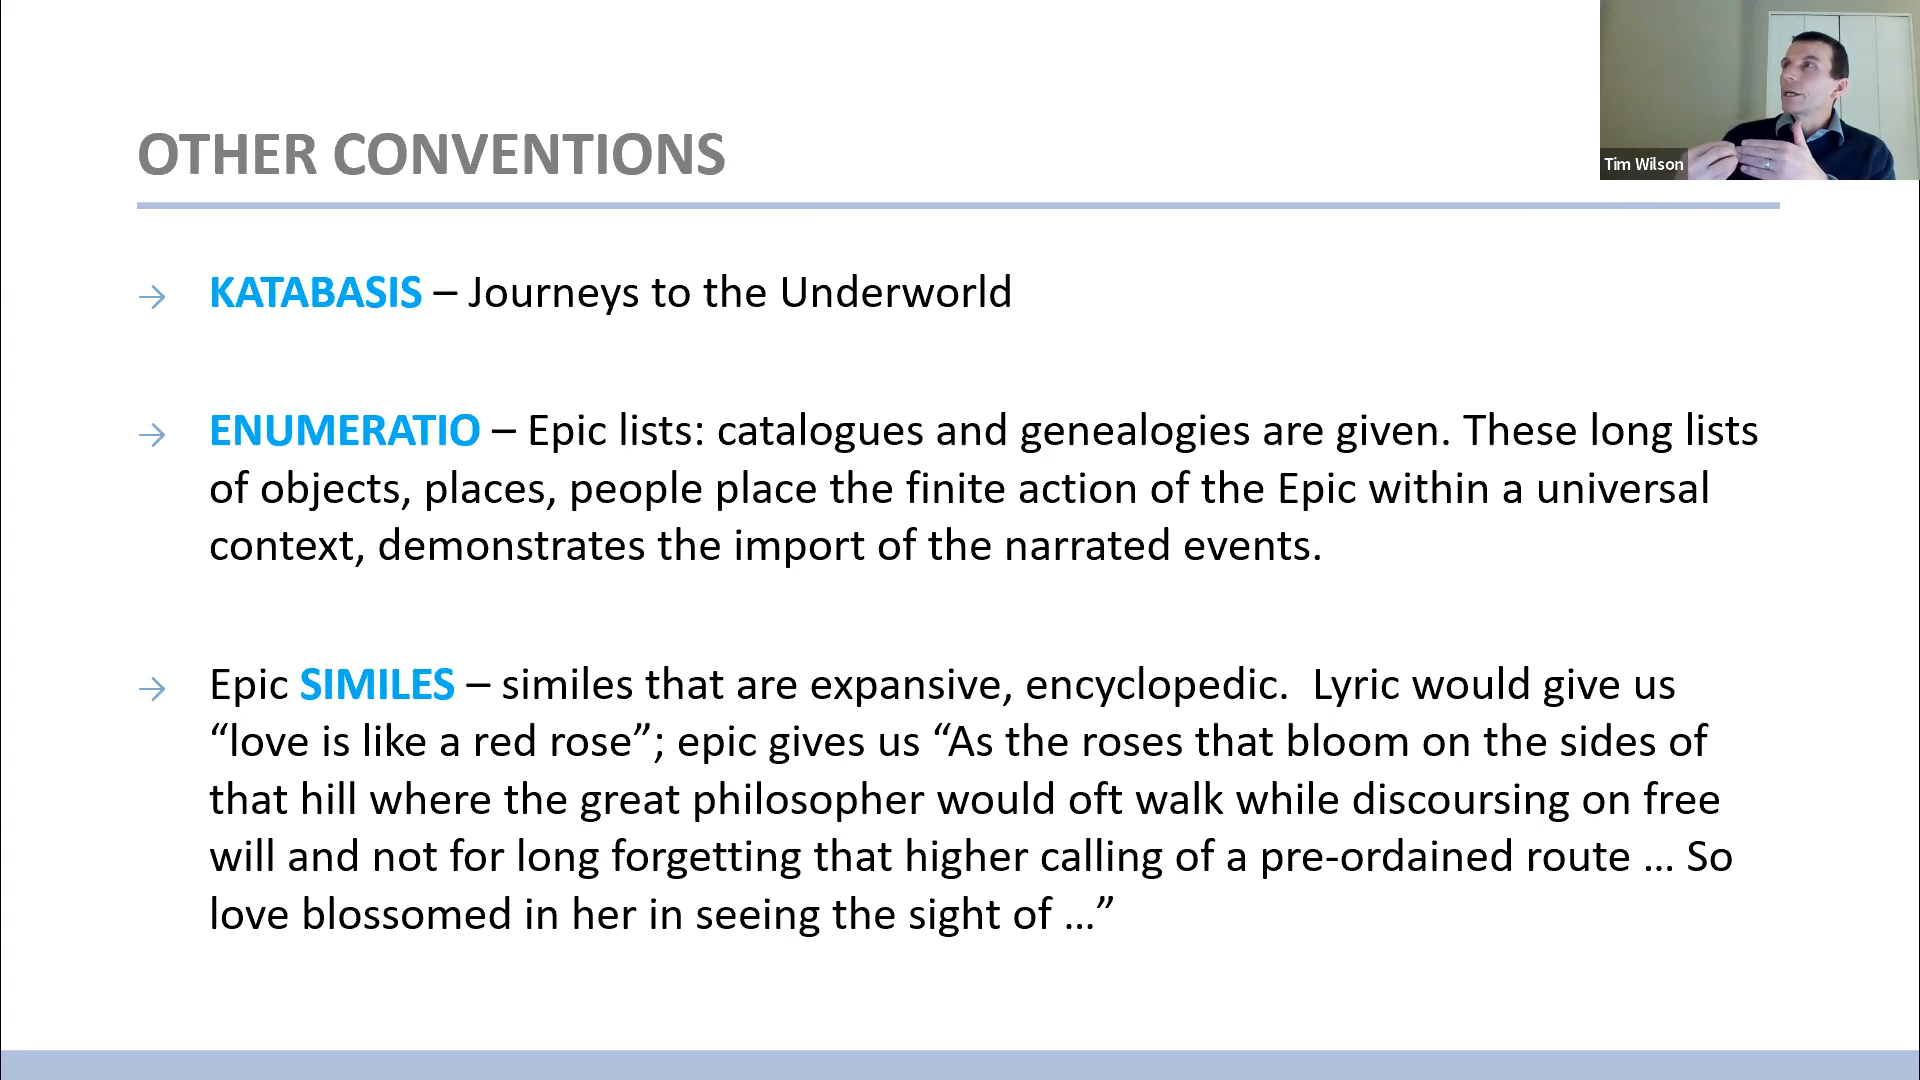 OTHER CONVENTIONS
Tim Wilson
→ KATABASIS – Journeys to the Underworld
→ ENUMERATIO – Epic lists: catalogues and genealogies are given. These long lists
of objects, places, people place the finite action of the Epic within a universal
context, demonstrates the import of the narrated events.
→ Epic SIMILES – similes that are expansive, encyclopedic.  Lyric would give us
“love is like a red rose”; epic gives us “As the roses that bloom on the sides of
that hill where the great philosopher would oft walk while discoursing on free
will and not for long forgetting that higher calling of a pre-ordained route … So
love blossomed in her in seeing the sight of …”